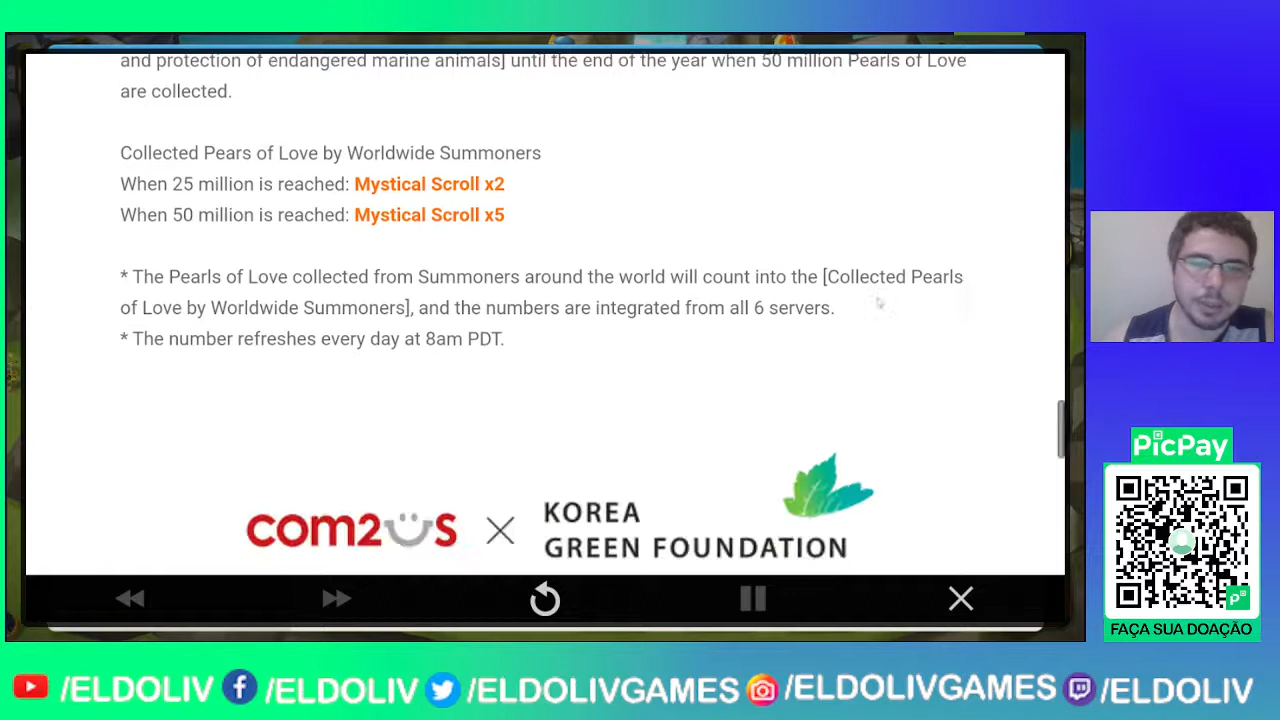 and protection of endangered marine animals] until the end of the year when 50 million Pearls of Love
are collected.
Collected Pears of Love by Worldwide Summoners
When 25 million is reached: Mystical Scroll x2
When 50 million is reached: Mystical Scroll x5
* The Pearls of Love collected from Summoners around the world will count into the [Collected Pearls
of Love by Worldwide Summoners], and the numbers are integrated from all 6 servers.
* The number refreshes every day at 8am PDT.
com2us
KOREA
GREEN FOUNDATION
PicPay
FAÇA SUA DOAÇÃO
/ELDOLIV /ELDOLIV /ELDOLIVGAMES /ELDOLIVGAMES /ELDOLIV